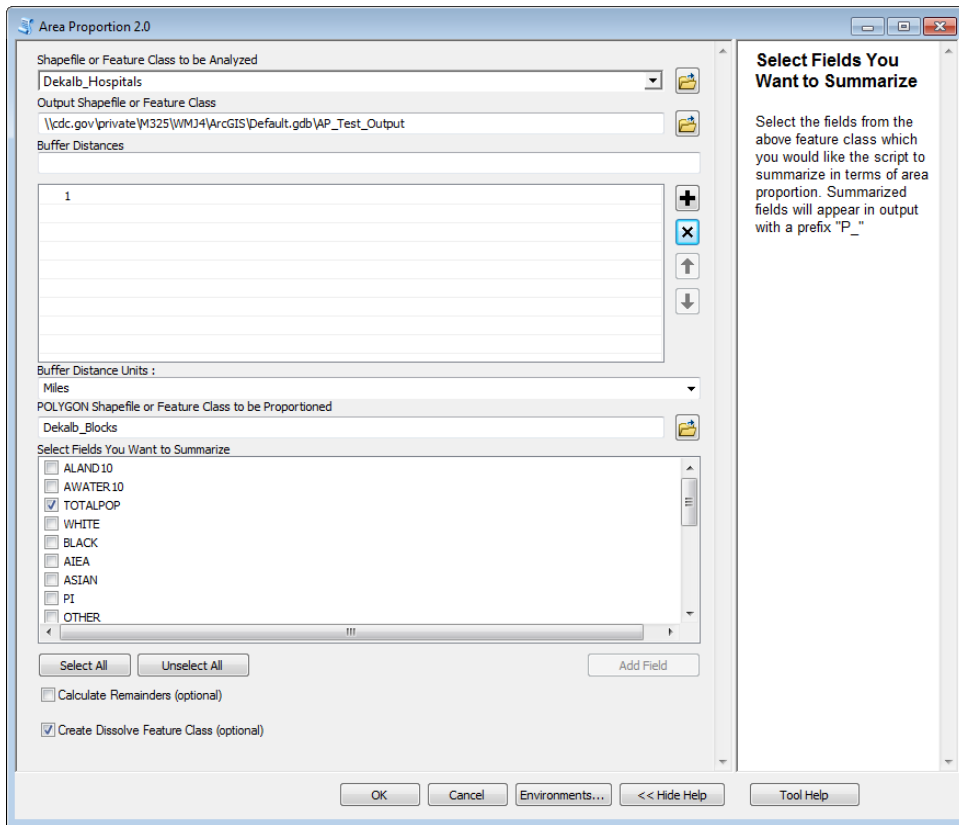 Area Proportion 2.0
Shapefile or Feature Class to be Analyzed
Dekalb_Hospitals
Output Shapefile or Feature Class
\\cdc.gov\private\M325\WMJ4\ArcGIS\Default.gdb\AP_Test_Output
Buffer Distances
1
Buffer Distance Units :
Miles
POLYGON Shapefile or Feature Class to be Proportioned
Dekalb_Blocks
Select Fields You Want to Summarize
ALAND10
AWATER10
TOTALPOP
WHITE
BLACK
AIEA
ASIAN
PI
OTHER
Select All
Unselect All
Add Field
Calculate Remainders (optional)
Create Dissolve Feature Class (optional)
OK
Cancel
Environments...
<< Hide Help
Tool Help
Select Fields You
Want to Summarize
Select the fields from the
above feature class which
you would like the script to
summarize in terms of area
proportion. Summarized
fields will appear in output
with a prefix "P_"